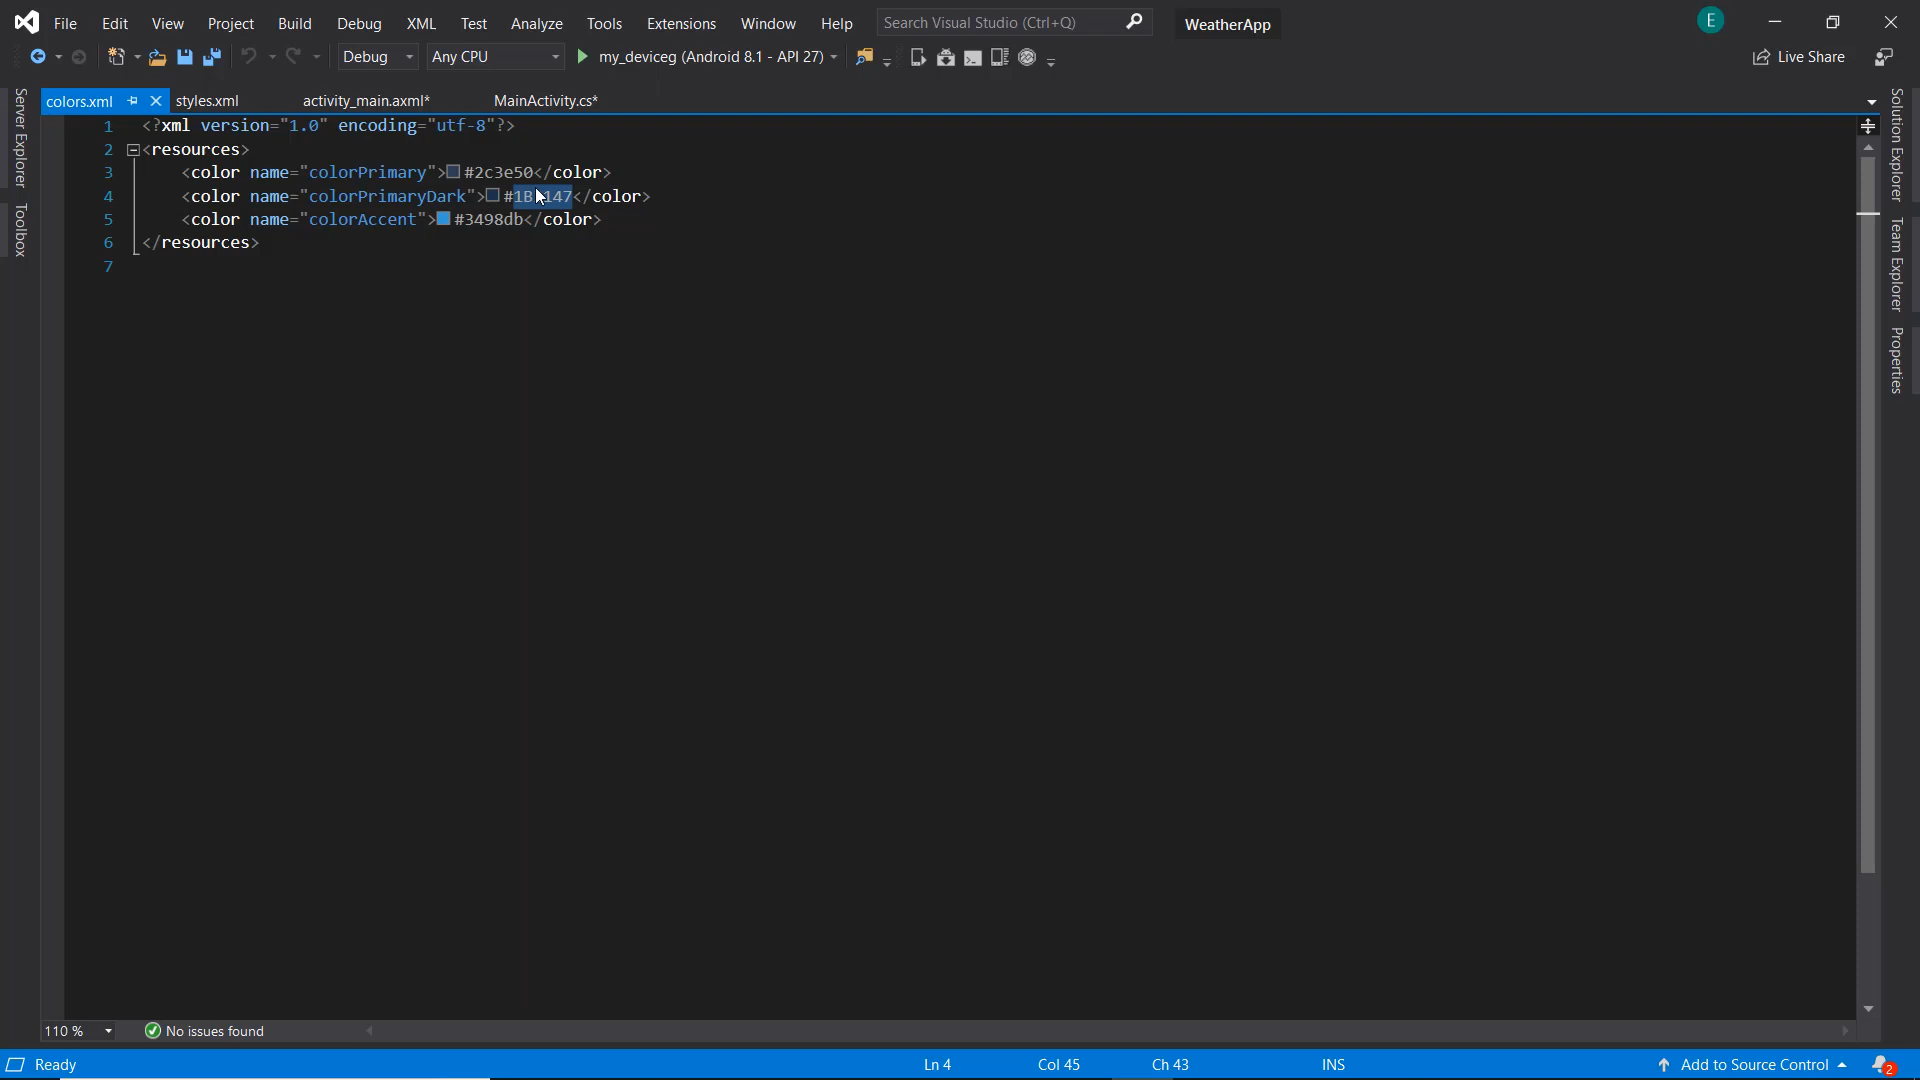 File Edit View Project Build Debug XML Test Analyze Tools Extensions Window Help Search Visual Studio (Ctrl+Q) WeatherApp E
Debug Any CPU my_deviceg (Android 8.1 - API 27) Live Share
colors.xml styles.xml activity_main.axml* MainActivity.cs*
Server Explorer
Toolbox
1 <?xml version="1.0" encoding="utf-8"?>
2 <resources>
3 <color name="colorPrimary">#2c3e50</color>
4 <color name="colorPrimaryDark">#1B 147</color>
5 <color name="colorAccent">#3498db</color>
6 </resources>
7
Solution Explorer
Team Explorer
Properties
110 % No issues found
Ready Ln 4 Col 45 Ch 43 INS Add to Source Control 2